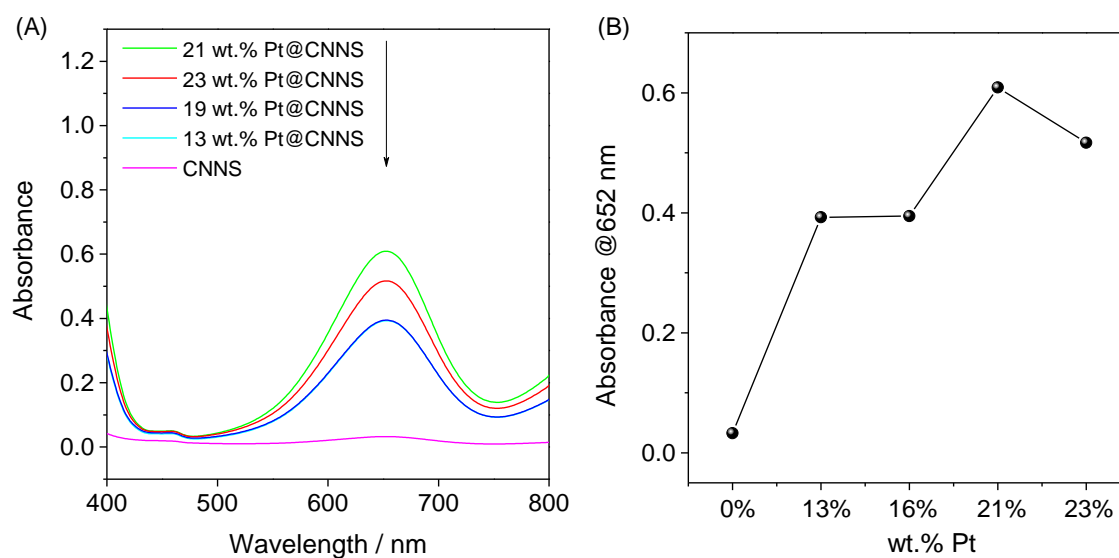 (A)
21 wt.% Pt@CNNS
23 wt.% Pt@CNNS
19 wt.% Pt@CNNS
13 wt.% Pt@CNNS
CNNS
1.2
1.0
0.8
0.6
0.4
0.2
0.0
Absorbance
400 500 600 700 800
Wavelength / nm
(B)
0.6
0.4
0.2
0.0
Absorbance @652 nm
0% 13% 16% 21% 23%
wt.% Pt